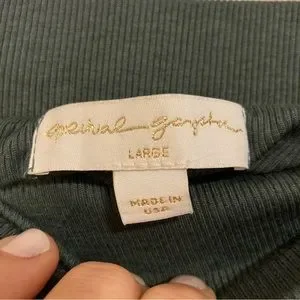 spiritual gangster
LARGE
MADE IN
USA